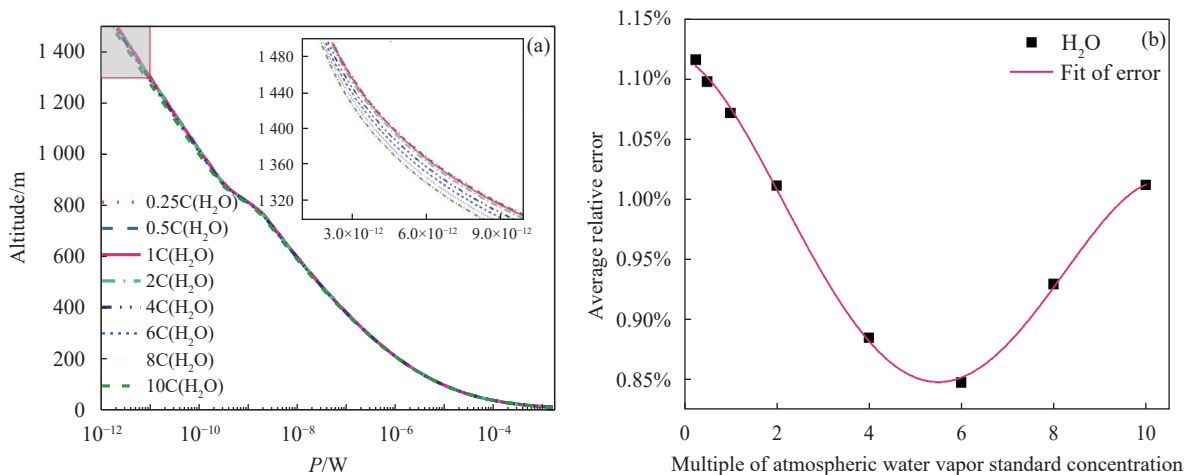 (a)
1 400
1 200
1 000
800
600
400
200
0
Altitude/m
10⁻¹²
10⁻¹⁰
10⁻⁸
10⁻⁶
10⁻⁴
P/W
0.25C(H₂O)
0.5C(H₂O)
1C(H₂O)
2C(H₂O)
4C(H₂O)
6C(H₂O)
8C(H₂O)
10C(H₂O)
1 480
1 440
1 400
1 360
1 320
3.0×10⁻¹²
6.0×10⁻¹²
9.0×10⁻¹²
(b)
H₂O
Fit of error
1.15%
1.10%
1.05%
1.00%
0.95%
0.90%
0.85%
Average relative error
0
2
4
6
8
10
Multiple of atmospheric water vapor standard concentration